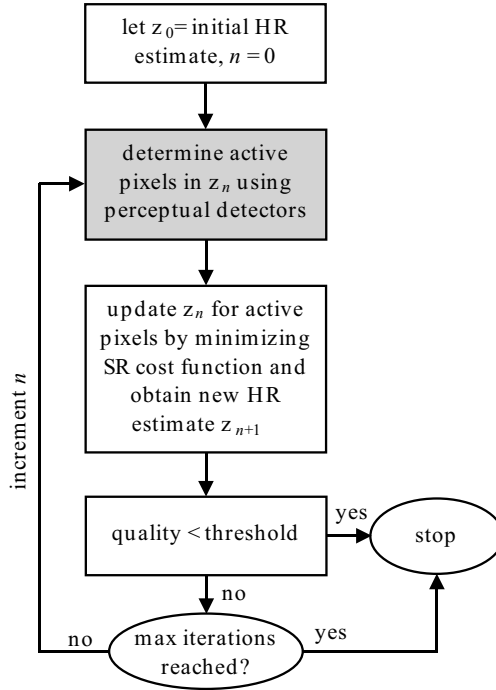 let z0= initial HR
estimate, n = 0
determine active
pixels in zn using
perceptual detectors
update zn for active
pixels by minimizing
SR cost function and
obtain new HR
estimate zn+1
increment n
quality < threshold
yes
stop
no
max iterations
reached?
no
yes